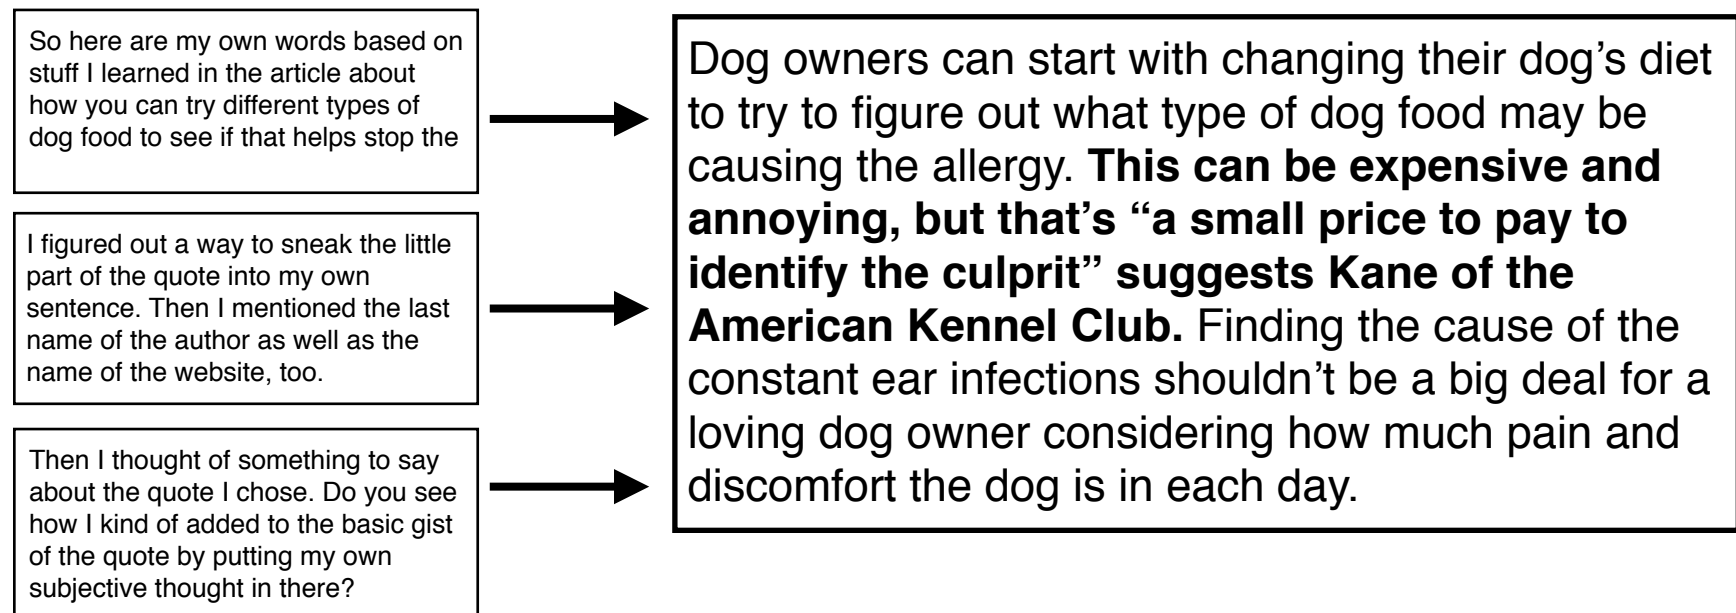 So here are my own words based on
stuff I learned in the article about
how you can try different types of
dog food to see if that helps stop the
I figured out a way to sneak the little
part of the quote into my own
sentence. Then I mentioned the last
name of the author as well as the
name of the website, too.
Then I thought of something to say
about the quote I chose. Do you see
how I kind of added to the basic gist
of the quote by putting my own
subjective thought in there?
Dog owners can start with changing their dog’s diet
to try to figure out what type of dog food may be
causing the allergy. This can be expensive and
annoying, but that’s “a small price to pay to
identify the culprit” suggests Kane of the
American Kennel Club. Finding the cause of the
constant ear infections shouldn’t be a big deal for a
loving dog owner considering how much pain and
discomfort the dog is in each day.